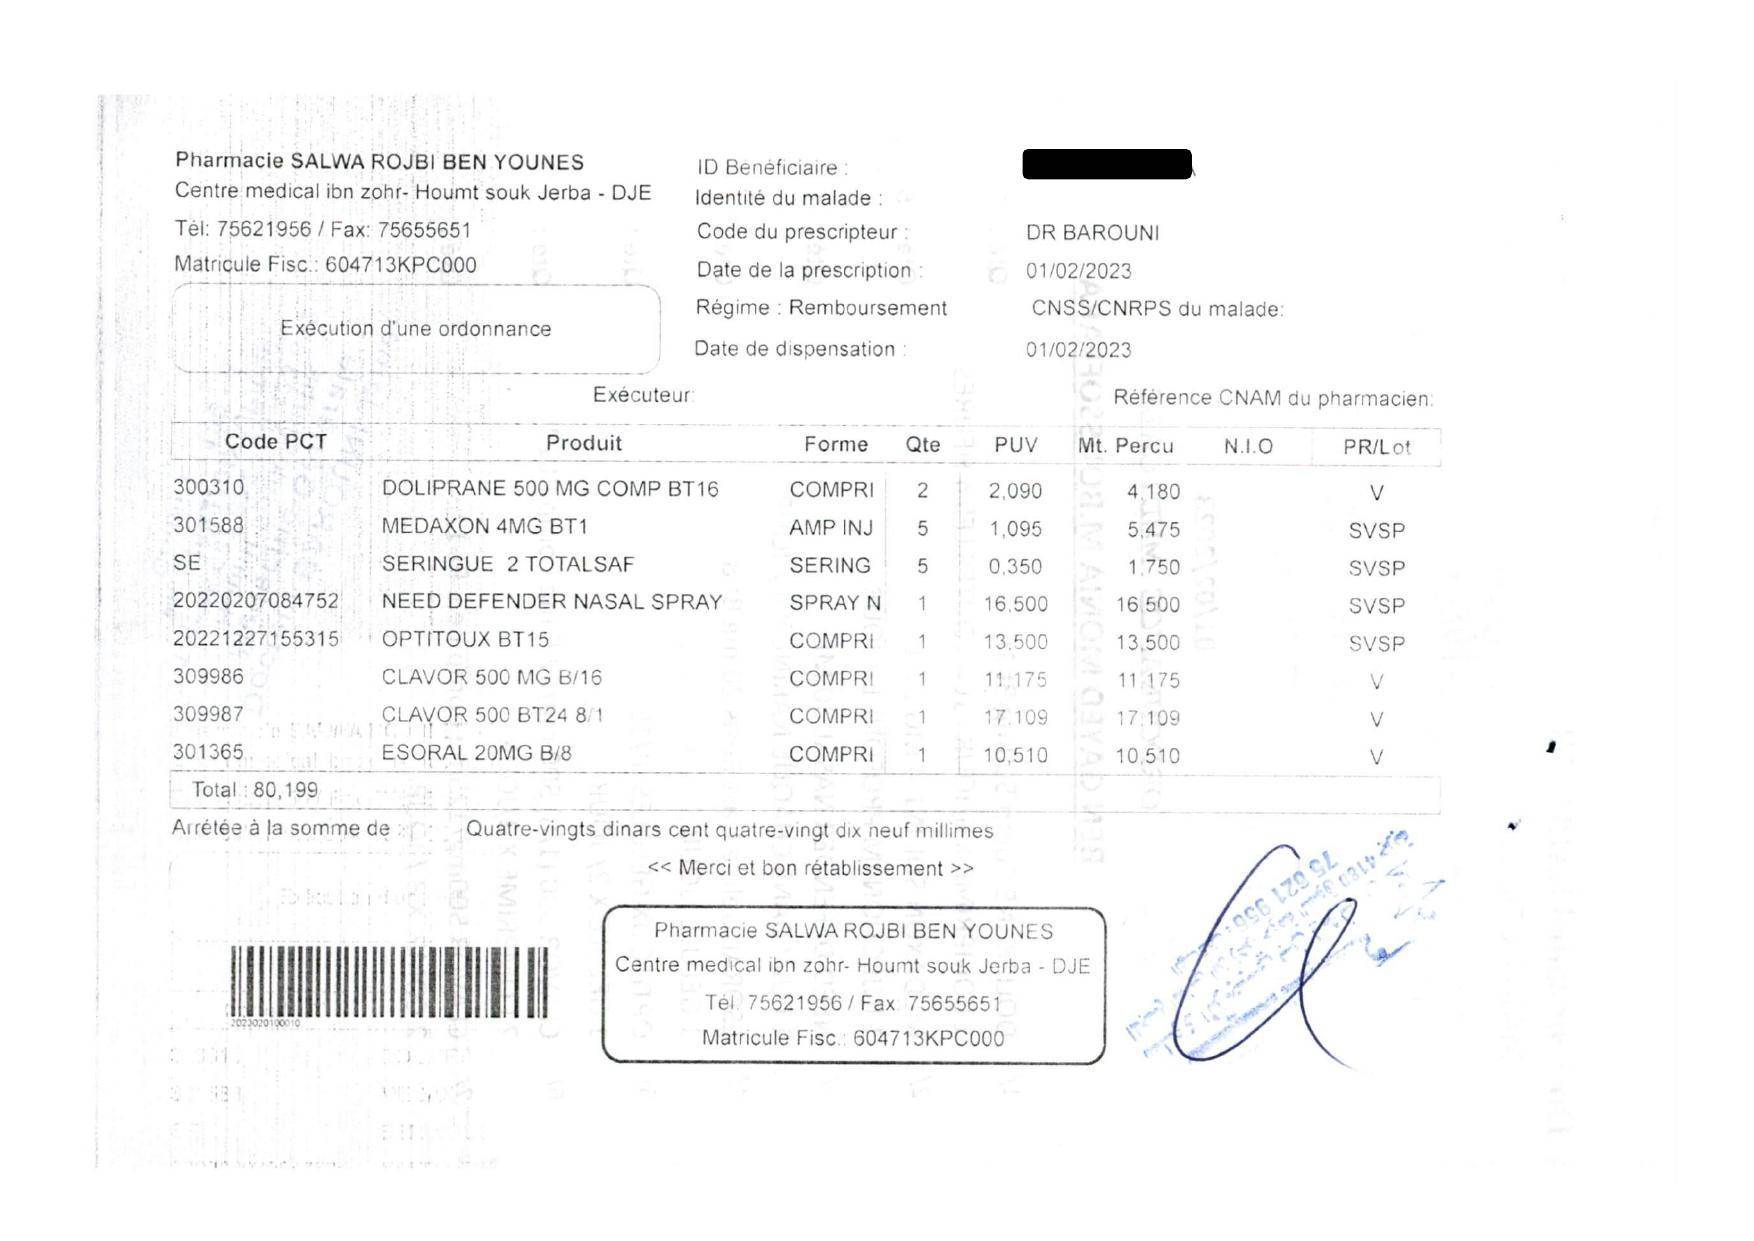 Pharmacie SALWA ROJBI BEN YOUNES
Centre medical ibn zohr- Houmt souk Jerba - DJE
Tél: 75621956 / Fax: 75655651
Matricule Fisc.: 604713KPC000
Exécution d'une ordonnance
ID Benéficiaire :
Identité du malade :
Code du prescripteur : DR BAROUNI
Date de la prescription : 01/02/2023
Régime : Remboursement CNSS/CNRPS du malade:
Date de dispensation : 01/02/2023
Exécuteur: Référence CNAM du pharmacien:
Code PCT Produit Forme Qte PUV Mt. Percu N.I.O PR/Lot
300310 DOLIPRANE 500 MG COMP BT16 COMPRI 2 2,090 4,180 V
301588 MEDAXON 4MG BT1 AMP INJ 5 1,095 5,475 SVSP
SE SERINGUE 2 TOTALSAF SERING 5 0,350 1,750 SVSP
20220207084752 NEED DEFENDER NASAL SPRAY SPRAY N 1 16,500 16,500 SVSP
20221227155315 OPTITOUX BT15 COMPRI 1 13,500 13,500 SVSP
309986 CLAVOR 500 MG B/16 COMPRI 1 11,175 11,175 V
309987 CLAVOR 500 BT24 8/1 COMPRI 1 17,109 17,109 V
301365 ESORAL 20MG B/8 COMPRI 1 10,510 10,510 V
Total : 80,199
Arrétée à la somme de : Quatre-vingts dinars cent quatre-vingt dix neuf millimes
<< Merci et bon rétablissement >>
Pharmacie SALWA ROJBI BEN YOUNES
Centre medical ibn zohr- Houmt souk Jerba - DJE
Tél: 75621956 / Fax: 75655651
Matricule Fisc.: 604713KPC000
2023020100010
75 621 956